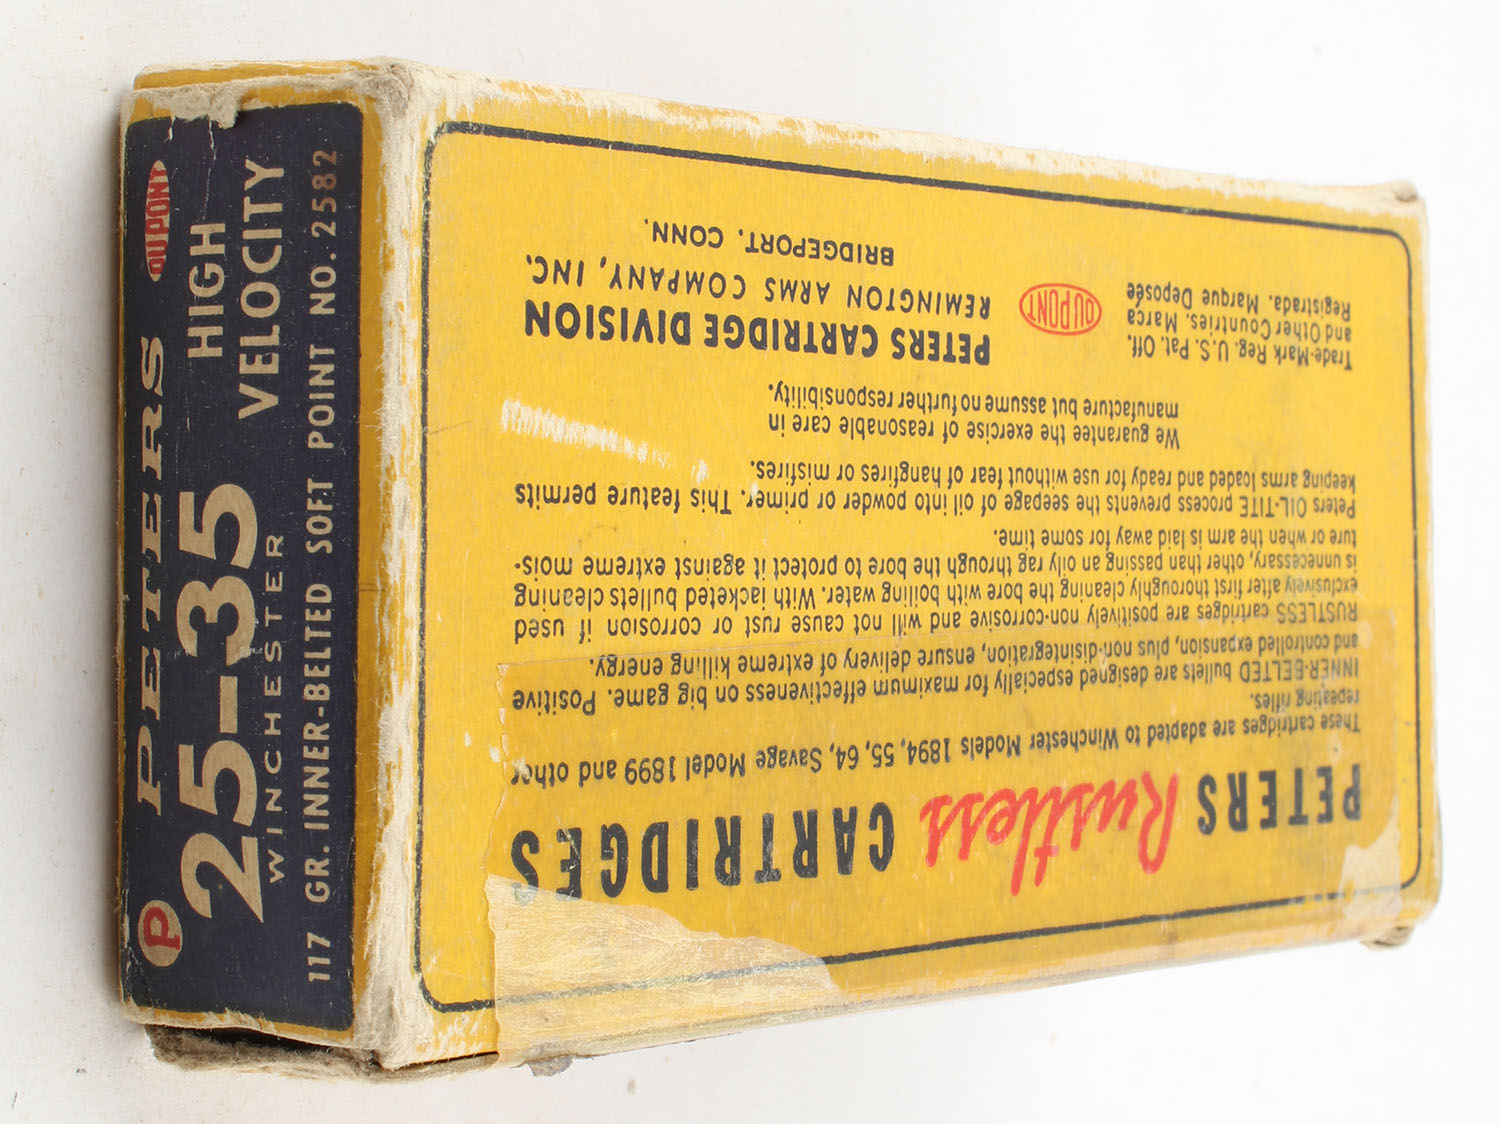 P PETERS DUPONT
25-35
WINCHESTER
HIGH
VELOCITY
117 GR. INNER-BELTED SOFT POINT NO. 2582
PETERS Rustless CARTRIDGES
These cartridges are adapted to Winchester Models 1894, 55, 64, Savage Model 1899 and other
repeating rifles.
INNER-BELTED bullets are designed especially for maximum effectiveness on big game. Positive
and controlled expansion, plus non-disintegration, ensure delivery of extreme killing energy.
RUSTLESS cartridges are positively non-corrosive and will not cause rust or corrosion if used
exclusively after first thoroughly cleaning the bore with boiling water. With jacketed bullets cleaning
is unnecessary, other than passing an oily rag through the bore to protect it against extreme mois-
ture or when the arm is laid away for some time.
Peters OIL-TITE process prevents the seepage of oil into powder or primer. This feature permits
keeping arms loaded and ready for use without fear of hangfires or misfires.
We guarantee the exercise of reasonable care in
manufacture but assume no further responsibility.
Trade-Mark Reg. U.S. Pat. Off.
and Other Countries. Marca
Registrada. Marque Deposée
DUPONT
PETERS CARTRIDGE DIVISION
REMINGTON ARMS COMPANY, INC.
BRIDGEPORT. CONN.